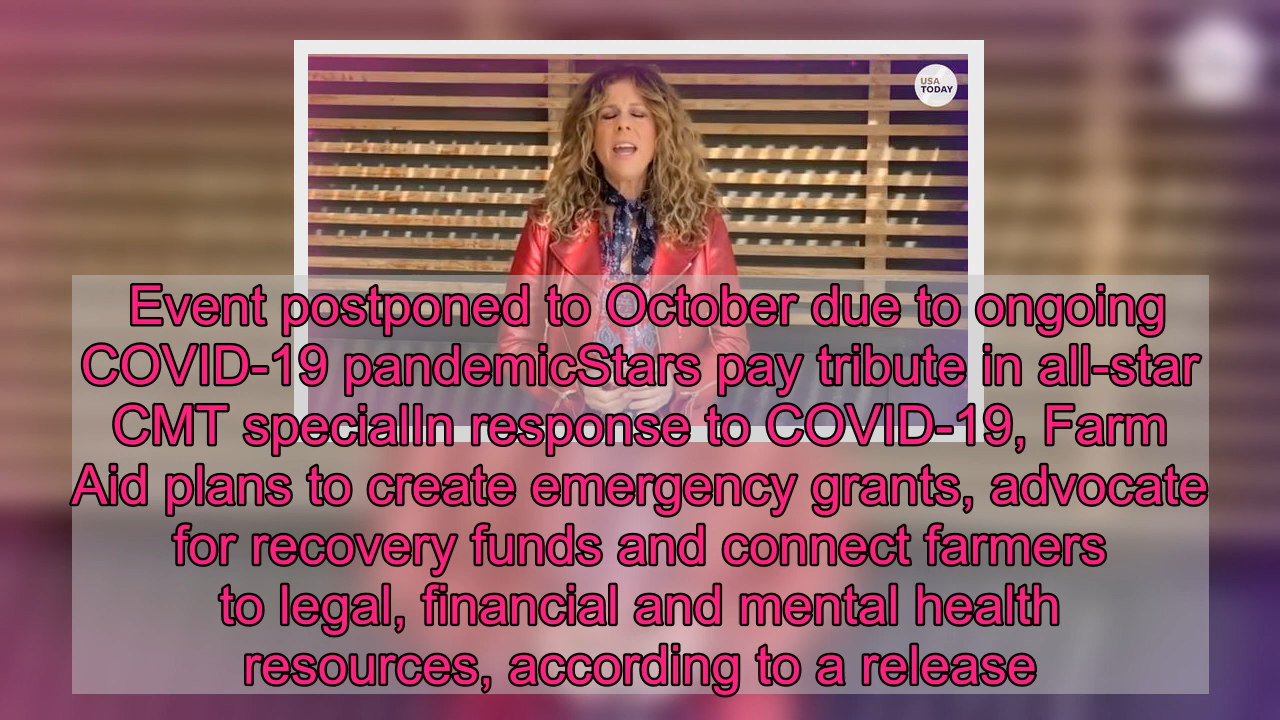 USA
TODAY
Event postponed to October due to ongoing
COVID-19 pandemicStars pay tribute in all-star
CMT specialIn response to COVID-19, Farm
Aid plans to create emergency grants, advocate
for recovery funds and connect farmers
to legal, financial and mental health
resources, according to a release